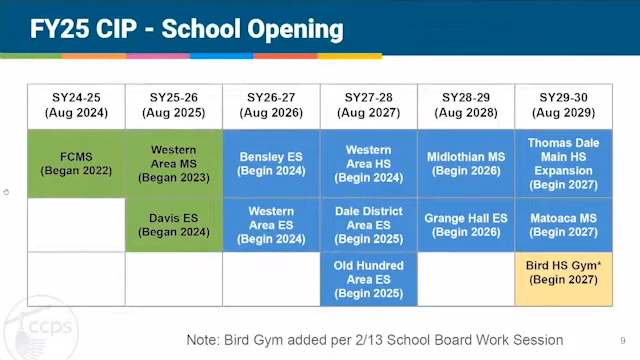 FY25 CIP - School Opening
SY24-25
(Aug 2024)
SY25-26
(Aug 2025)
SY26-27
(Aug 2026)
SY27-28
(Aug 2027)
SY28-29
(Aug 2028)
SY29-30
(Aug 2029)
FCMS
(Began 2022)
Western
Area MS
(Began 2023)
Bensley ES
(Begin 2024)
Western
Area HS
(Begin 2024)
Midlothian MS
(Begin 2026)
Thomas Dale
Main HS
Expansion
(Begin 2027)
Davis ES
(Began 2024)
Western
Area ES
(Begin 2024)
Dale District
Area ES
(Begin 2025)
Grange Hall ES
(Begin 2026)
Matoaca MS
(Begin 2027)
Old Hundred
Area ES
(Begin 2025)
Bird HS Gym*
(Begin 2027)
ccps
Note: Bird Gym added per 2/13 School Board Work Session
9